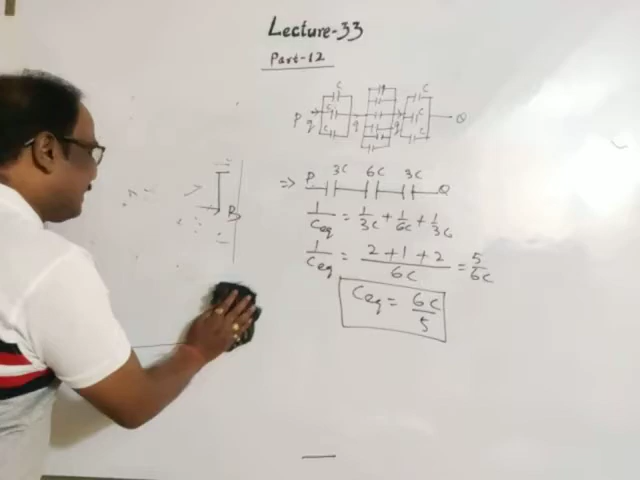 Lecture-33
Part-12
C C
P q C q q C Q
C C
3C 6C 3C
⇒ P Q
1/Ceq = 1/3C + 1/6C + 1/3C
1/Ceq = 2+1+2/6C = 5/6C
Ceq = 6C/5
B